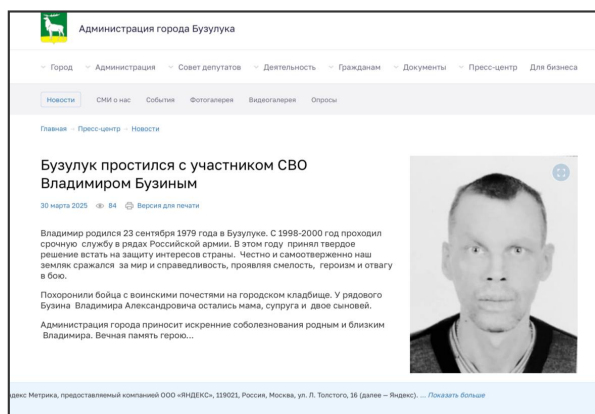 Администрация города Бузулука
Город Администрация Совет депутатов Деятельность Гражданам Документы Пресс-центр Для бизнеса
Новости СМИ о нас События Фотогалерея Видеогалерея Опросы
Главная Пресс-центр Новости
Бузулук простился с участником СВО
Владимиром Бузиным
30 марта 2025 84 Версия для печати
Владимир родился 23 сентября 1979 года в Бузулуке. С 1998-2000 год проходил
срочную службу в рядах Российской армии. В этом году принял твердое
решение встать на защиту интересов страны. Честно и самоотверженно наш
земляк сражался за мир и справедливость, проявляя смелость, героизм и отвагу
в бою.
Похоронили бойца с воинскими почестями на городском кладбище. У рядового
Бузина Владимира Александровича остались мама, супруга и двое сыновей.
Администрация города приносит искренние соболезнования родным и близким
Владимира. Вечная память герою...
декс Метрика, предоставляемый компанией ООО «ЯНДЕКС», 119021, Россия, Москва, ул. Л. Толстого, 16 (далее — Яндекс). ... Показать больше